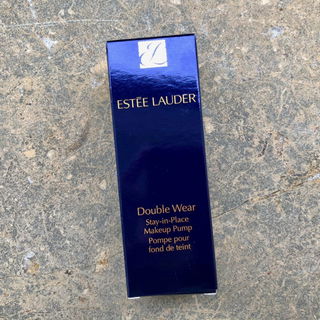 ESTĒE LAUDER
Double Wear
Stay-in-Place
Makeup Pump
Pompe pour
fond de teint